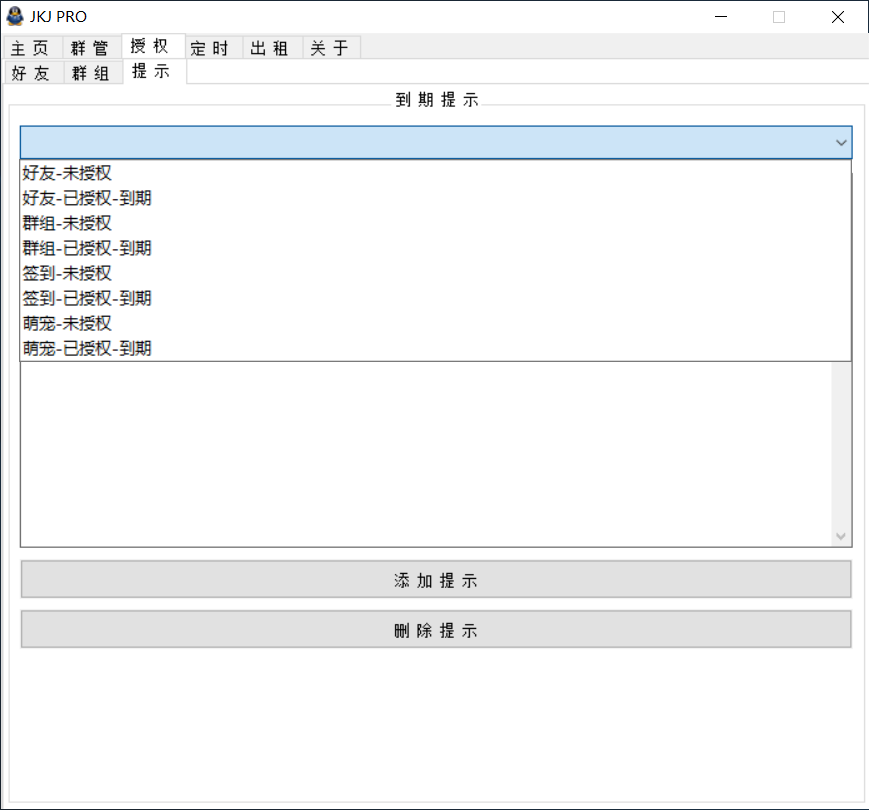 JKJ PRO
主页 群管 授权 定时 出租 关于
好友 群组 提示
到期提示
好友-未授权
好友-已授权-到期
群组-未授权
群组-已授权-到期
签到-未授权
签到-已授权-到期
萌宠-未授权
萌宠-已授权-到期
添加提示
删除提示